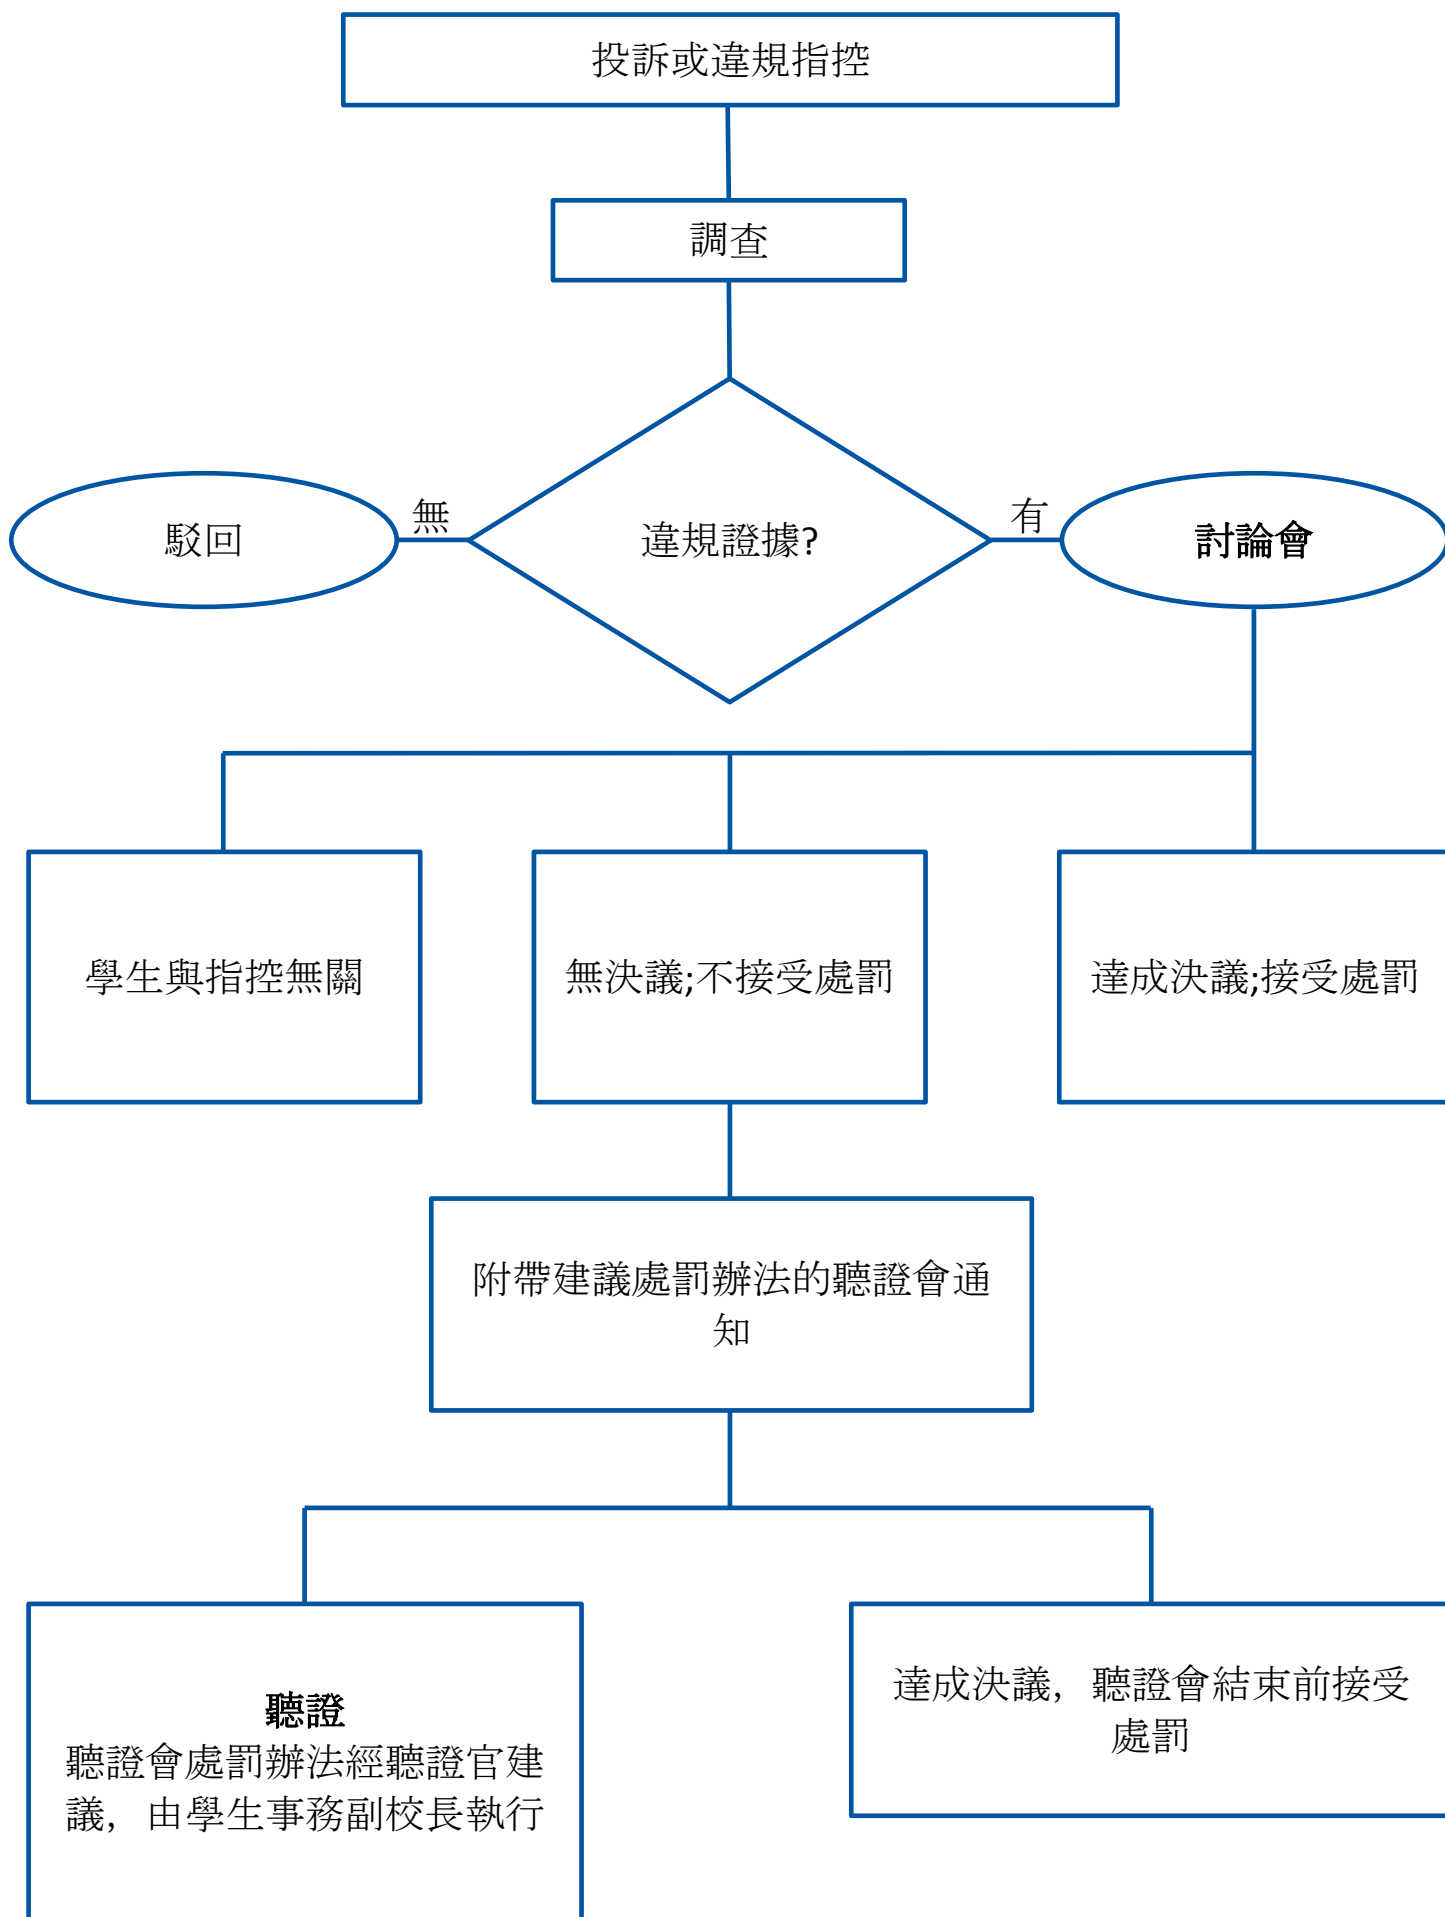 投訴或違規指控
調查
無
有
駁回
違規證據?
討論會
學生與指控無關
無決議;不接受處罰
達成決議;接受處罰
附帶建議處罰辦法的聽證會通
知
聽證
聽證會處罰辦法經聽證官建
議，由學生事務副校長執行
達成決議，聽證會結束前接受
處罰